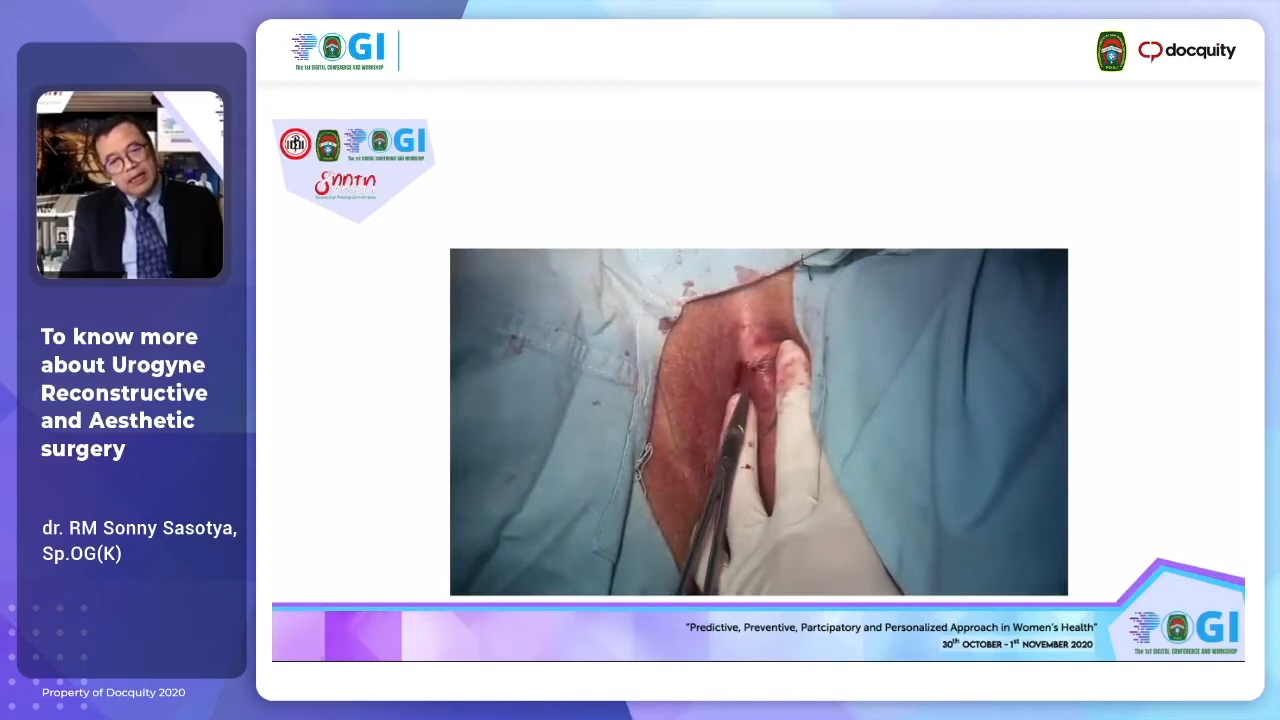 POGI
The 1st DIGITAL CONFERENCE AND WORKSHOP
docquity
POGI
The 1st DIGITAL CONFERENCE AND WORKSHOP
To know more
about Urogyne
Reconstructive
and Aesthetic
surgery
dr. RM Sonny Sasotya,
Sp.OG(K)
"Predictive, Preventive, Partcipatory and Personalized Approach in Women's Health"
30th OCTOBER - 1st NOVEMBER 2020
POGI
The 1st DIGITAL CONFERENCE AND WORKSHOP
Property of Docquity 2020